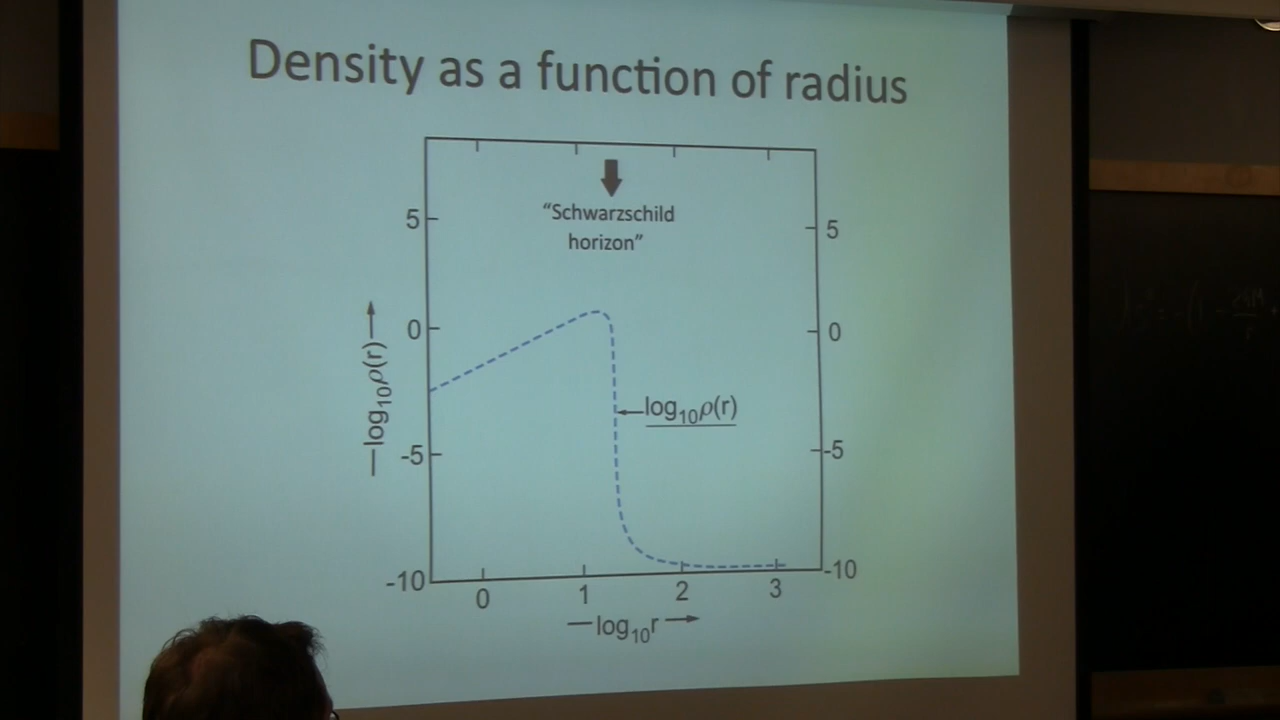 Density as a function of radius
"Schwarzschild
horizon"
5
0
-5
-10
5
0
-5
-10
—log₁₀ρ(r)→
←log₁₀ρ(r)
0 1 2 3
—log₁₀r→